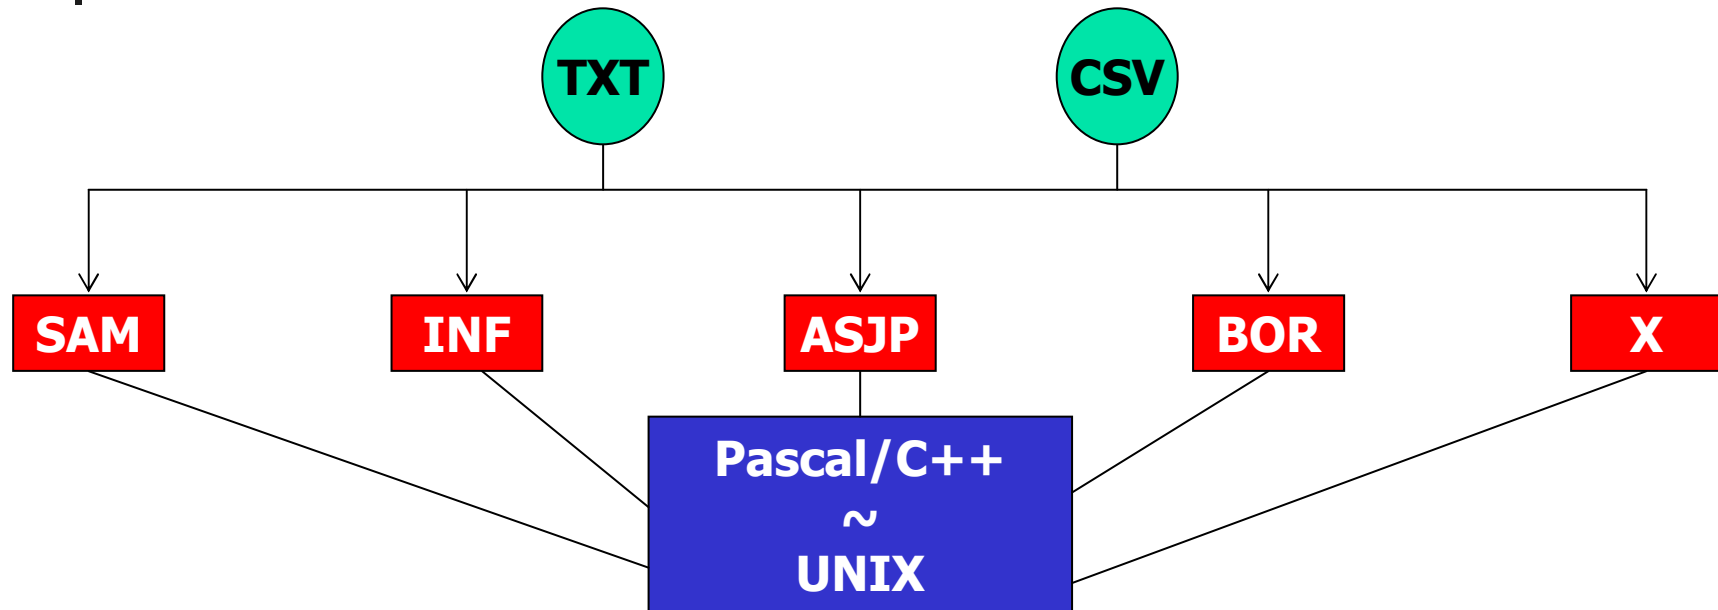 TXT
CSV
SAM
INF
ASJP
BOR
X
Pascal/C++
~
UNIX